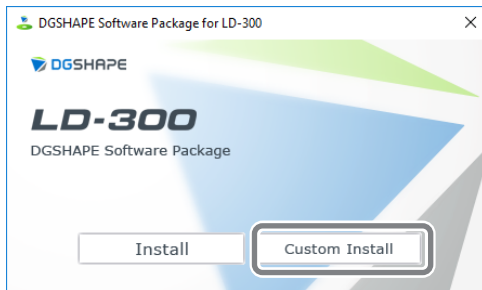 DGSHAPE Software Package for LD-300
DGSHAPE
LD-300
DGSHAPE Software Package
Install
Custom Install